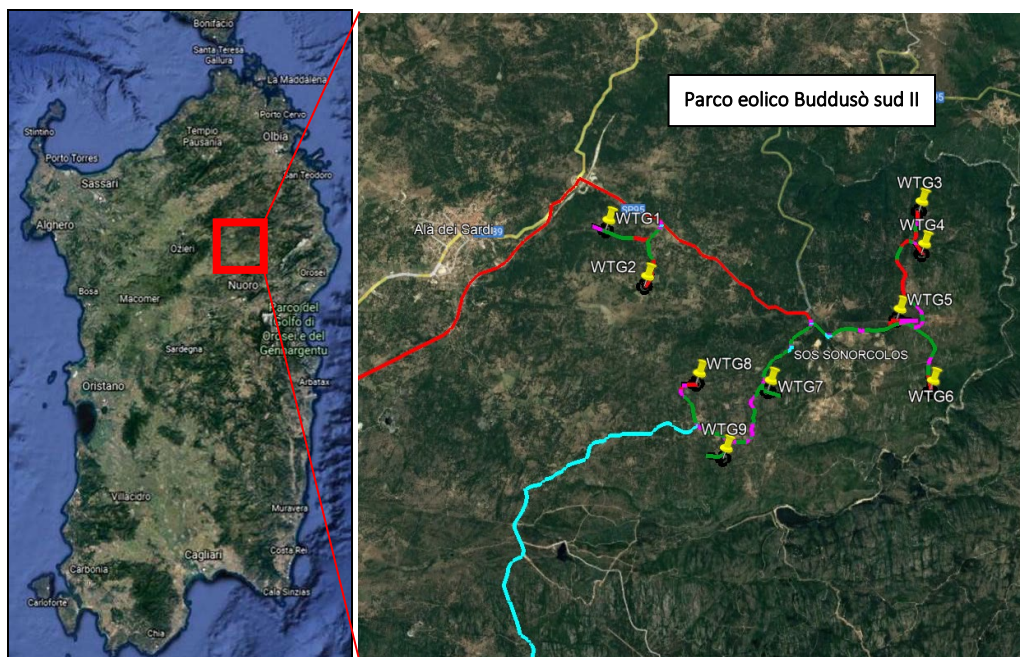 Bonifacio
Santa Teresa
Gallura
La Maddalena
Porto Cervo
Stintino
Tempio
Pausania
Olbia
Porto Torres
San Teodoro
Sassari
Alghero
Ozieri
Orosei
Bosa
Nuoro
Macomer
Parco del
Golfo di
Orosei e del
Gennargentu
Sardegna
Arbatax
Oristano
Villacidro
Muravera
Costa Rei
Cagliari
Carbonia
Cala Sinzias
Carloforte
Chia
Parco eolico Buddusò sud II
WTG3
SP95
WTG1
WTG4
Alà dei Sardi
WTG2
WTG5
SOS SONORCOLOS
WTG8
WTG7
WTG6
WTG9